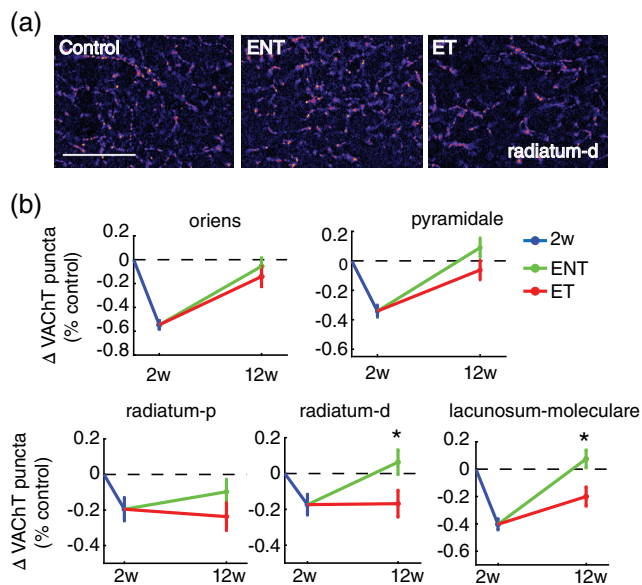 (a)
Control
ENT
ET
radiatum-d
(b)
oriens
pyramidale
Δ VAChT puncta
(% control)
0.2
0
-0.2
-0.4
-0.6
-0.8
2w
12w
0.2
0
-0.2
-0.4
-0.6
2w
12w
2w
ENT
ET
radiatum-p
radiatum-d
lacunosum-moleculare
Δ VAChT puncta
(% control)
0.2
0
-0.2
-0.4
2w
12w
0.2
0
-0.2
-0.4
*
2w
12w
0.2
0
-0.2
-0.4
-0.6
*
2w
12w